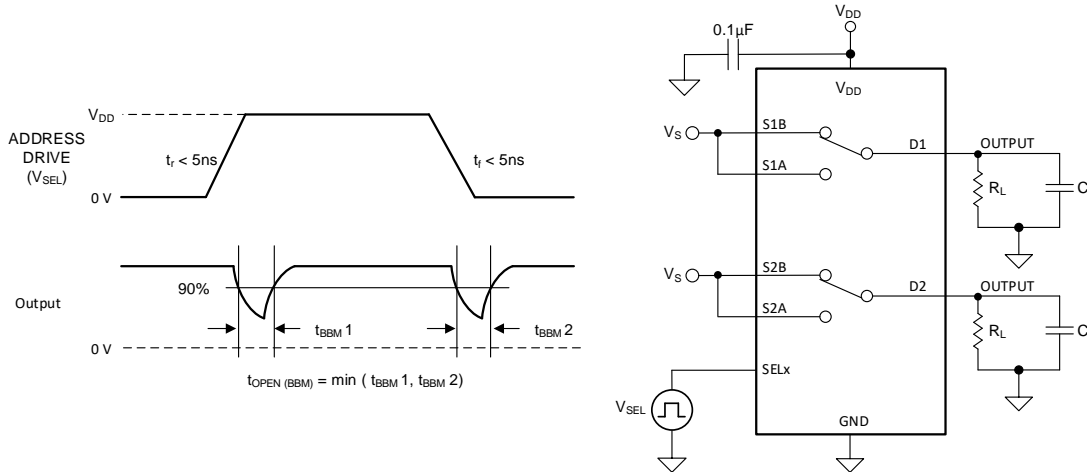 V_DD
ADDRESS
DRIVE
(V_SEL)
t_r < 5ns
t_f < 5ns
0 V
Output
90%
t_BBM 1
t_BBM 2
0 V
t_OPEN (BBM) = min ( t_BBM 1, t_BBM 2)
V_DD
0.1µF
V_DD
V_S
S1B
S1A
D1
OUTPUT
R_L
C
V_S
S2B
S2A
D2
OUTPUT
R_L
C
SELx
V_SEL
GND